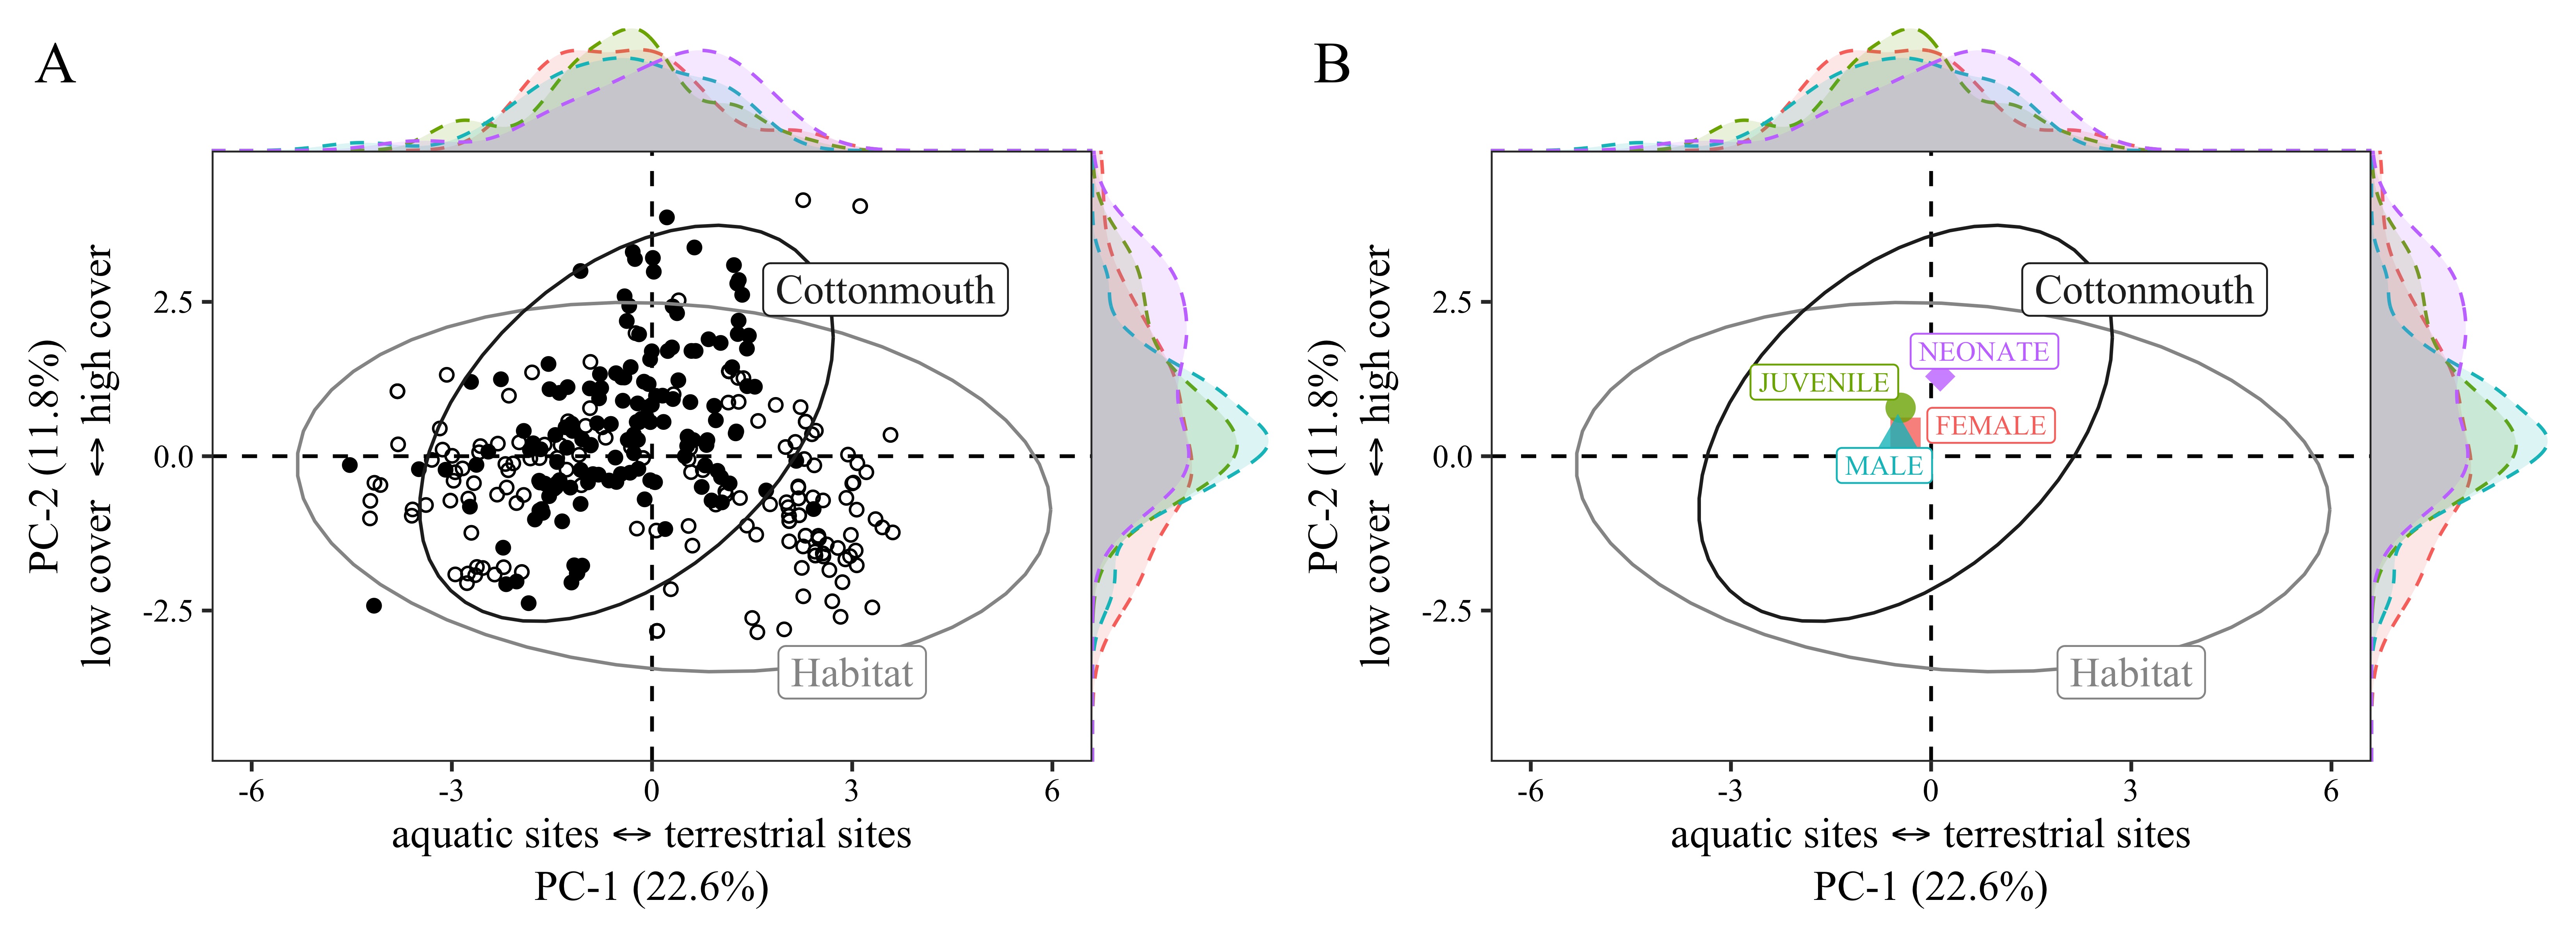 A
PC-2 (11.8%)
low cover ⇔ high cover
2.5
0.0
-2.5
Cottonmouth
Habitat
-6 -3 0 3 6
aquatic sites ⇔ terrestrial sites
PC-1 (22.6%)
B
PC-2 (11.8%)
low cover ⇔ high cover
2.5
0.0
-2.5
Cottonmouth
NEONATE
JUVENILE
FEMALE
MALE
Habitat
-6 -3 0 3 6
aquatic sites ⇔ terrestrial sites
PC-1 (22.6%)